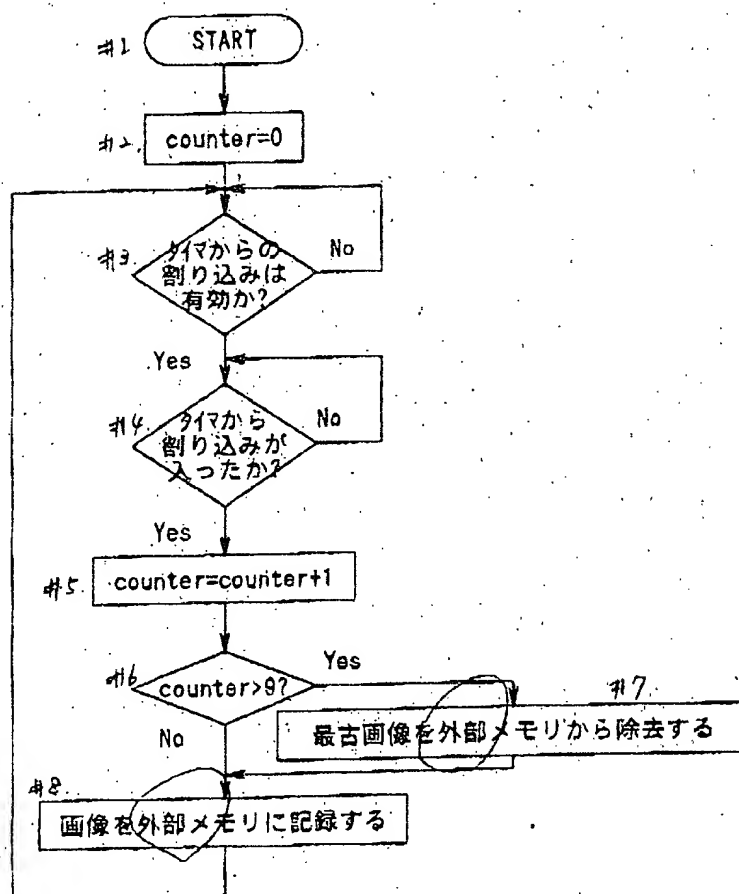 #1 START
#2 counter=0
#3 タイマからの
割り込みは
有効か?
No
Yes
#4 タイマから
割り込みが
入ったか?
No
Yes
#5 counter=counter+1
#6 counter>9?
Yes
No
#7
最古画像を外部メモリから除去する
#8
画像を外部メモリに記録する